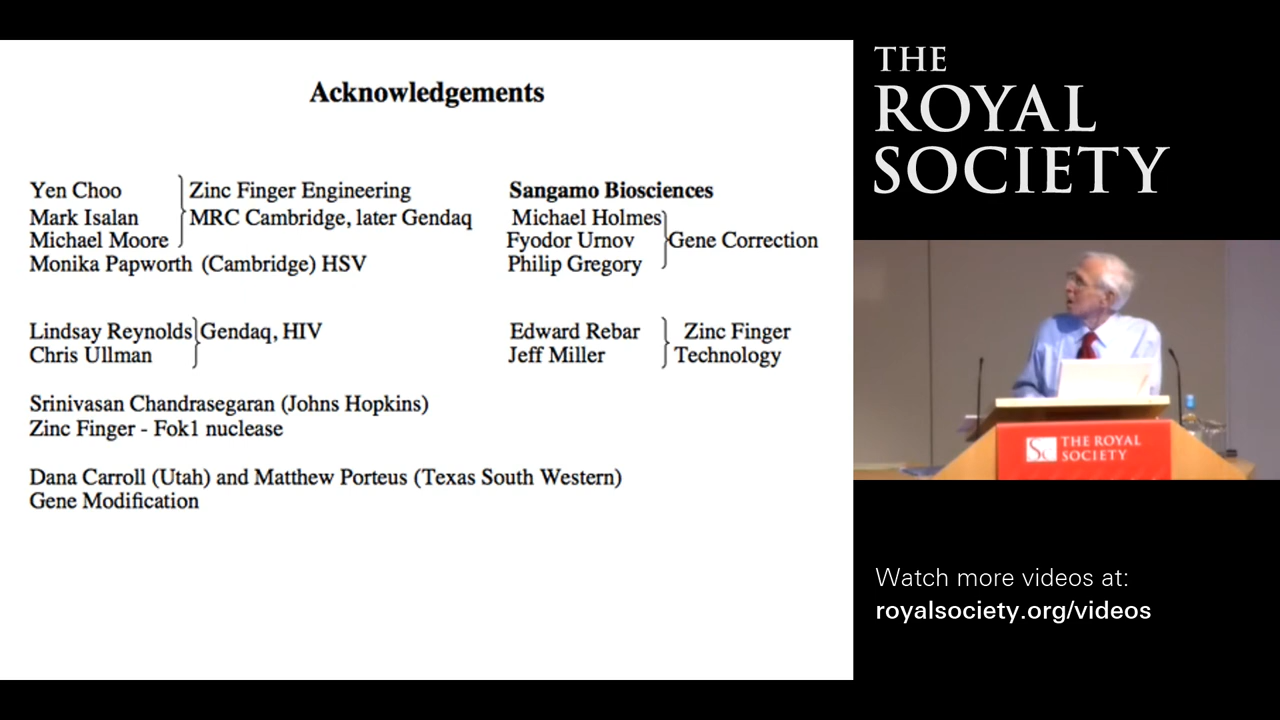 Acknowledgements
Yen Choo
Mark Isalan
Michael Moore
Zinc Finger Engineering
MRC Cambridge, later Gendaq
Monika Papworth (Cambridge) HSV
Lindsay Reynolds
Chris Ullman
Gendaq, HIV
Srinivasan Chandrasegaran (Johns Hopkins)
Zinc Finger - Fok1 nuclease
Dana Carroll (Utah) and Matthew Porteus (Texas South Western)
Gene Modification
Sangamo Biosciences
Michael Holmes
Fyodor Urnov
Philip Gregory
Gene Correction
Edward Rebar
Jeff Miller
Zinc Finger
Technology
THE
ROYAL
SOCIETY
THE ROYAL
SOCIETY
Watch more videos at:
royalsociety.org/videos